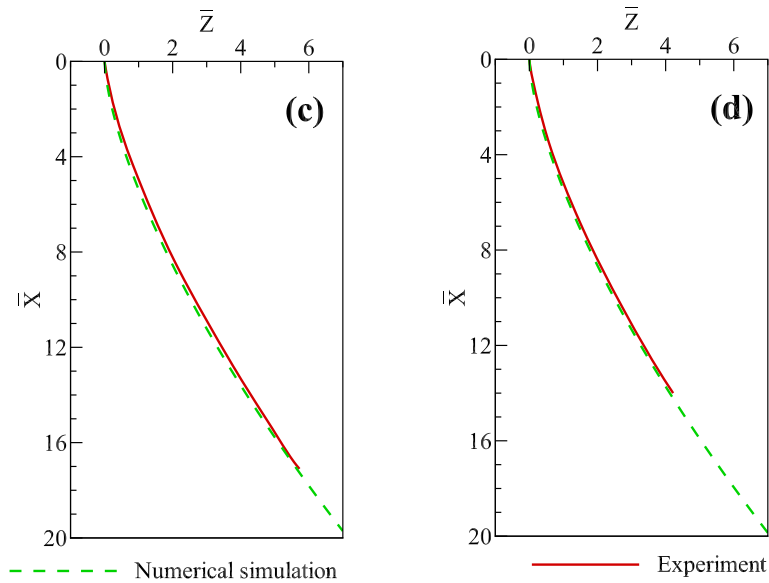 Z̅
0 2 4 6
0
4
8
12
16
20
X̅
(c)
Z̅
0 2 4 6
0
4
8
12
16
20
X̅
(d)
Numerical simulation
Experiment